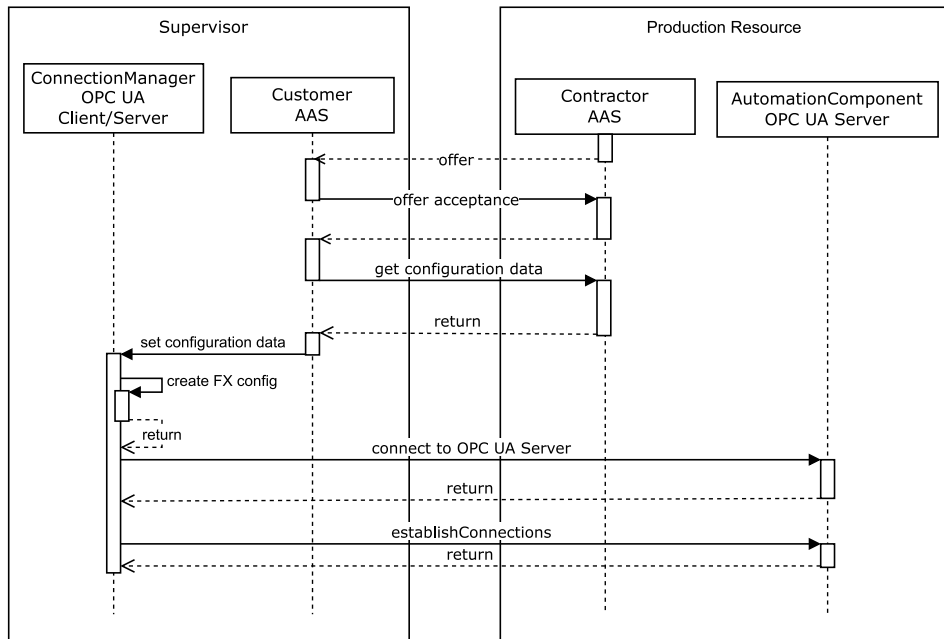 Supervisor
Production Resource
ConnectionManager
OPC UA
Client/Server
Customer
AAS
Contractor
AAS
AutomationComponent
OPC UA Server
offer
offer acceptance
get configuration data
return
set configuration data
create FX config
return
connect to OPC UA Server
return
establishConnections
return